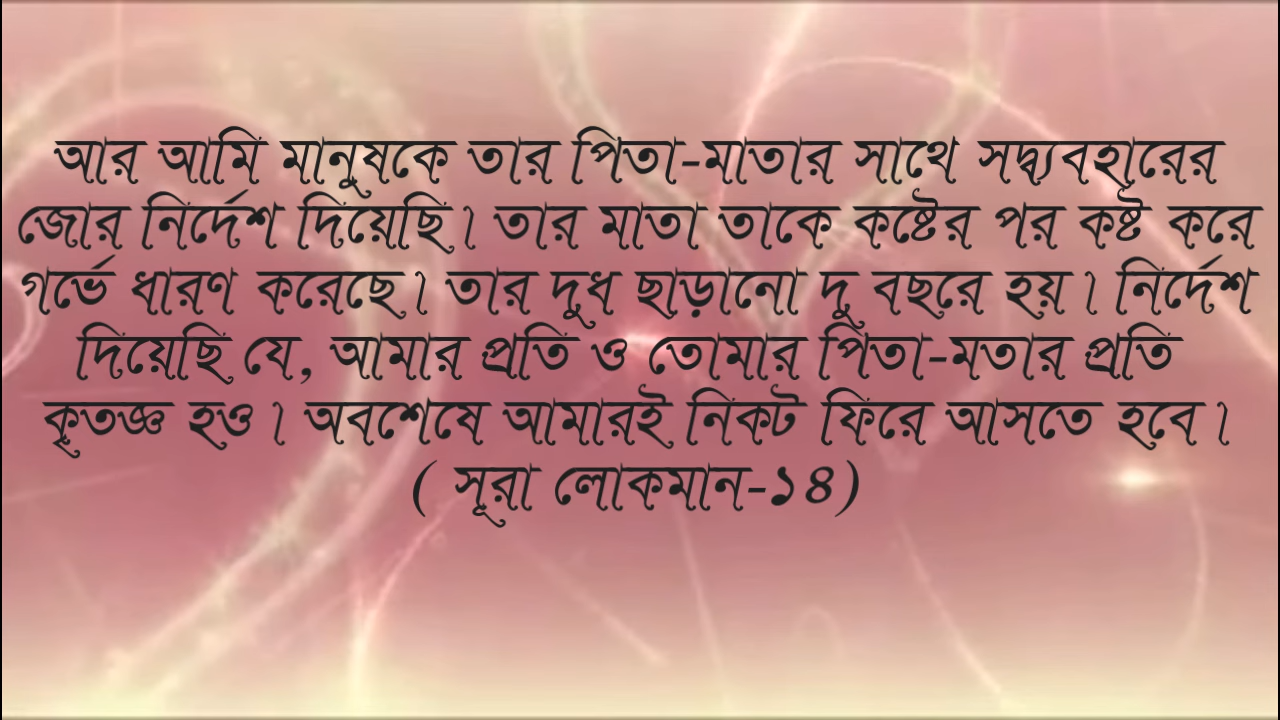 আর আমি মানুষকে তার পিতা-মাতার সাথে সদ্ব্যবহারের
জোর নির্দেশ দিয়েছি। তার মাতা তাকে কষ্টের পর কষ্ট করে
গর্ভে ধারণ করেছে। তার দুধ ছাড়ানো দু বছরে হয়। নির্দেশ
দিয়েছি যে, আমার প্রতি ও তোমার পিতা-মতার প্রতি
কৃতজ্ঞ হও। অবশেষে আমারই নিকট ফিরে আসতে হবে।
( সূরা লোকমান-১৪)